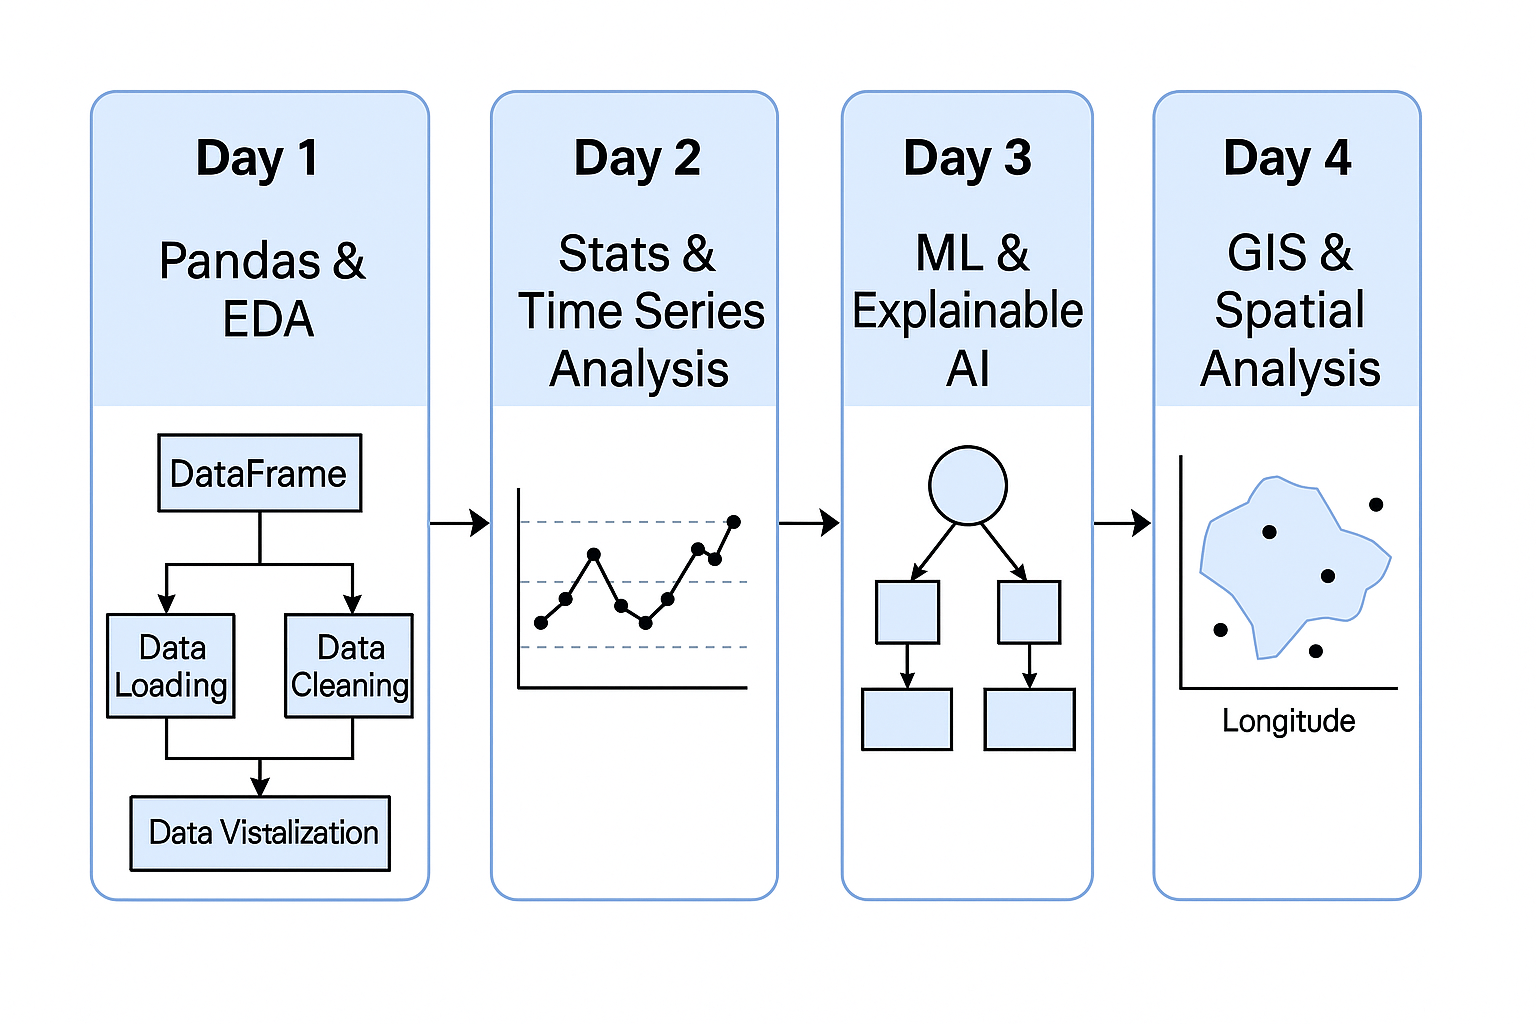 Day 1
Pandas &
EDA
DataFrame
Data
Loading
Data
Cleaning
Data Vistalization
Day 2
Stats &
Time Series
Analysis
Day 3
ML &
Explainable
AI
Day 4
GIS &
Spatial
Analysis
Longitude